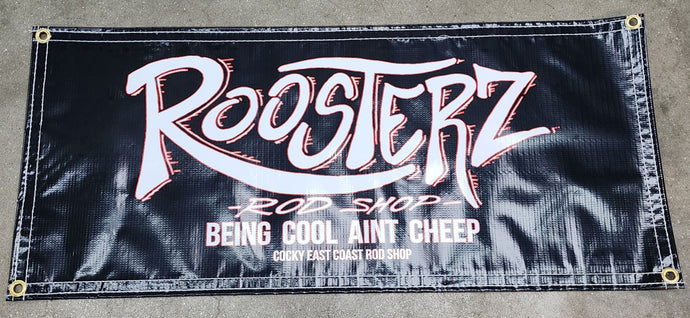 ROOSTERZ
-ROD SHOP-
BEING COOL AINT CHEEP
COCKY EAST COAST ROD SHOP